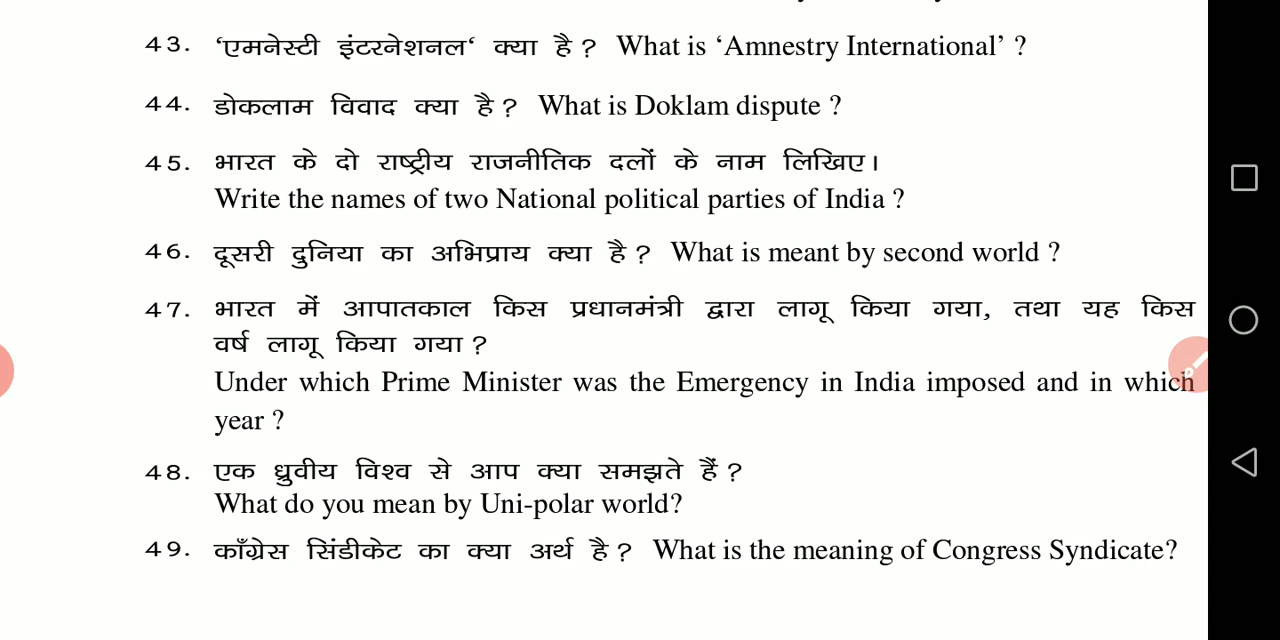 43. ‘एमनेस्टी इंटरनेशनल‘ क्या है? What is ‘Amnestry International’ ?
44. डोकलाम विवाद क्या है? What is Doklam dispute ?
45. भारत के दो राष्ट्रीय राजनीतिक दलों के नाम लिखिए।
Write the names of two National political parties of India ?
46. दूसरी दुनिया का अभिप्राय क्या है? What is meant by second world ?
47. भारत में आपातकाल किस प्रधानमंत्री द्वारा लागू किया गया, तथा यह किस
वर्ष लागू किया गया?
Under which Prime Minister was the Emergency in India imposed and in which
year ?
48. एक ध्रुवीय विश्व से आप क्या समझते हैं?
What do you mean by Uni-polar world?
49. काँग्रेस सिंडीकेट का क्या अर्थ है? What is the meaning of Congress Syndicate?